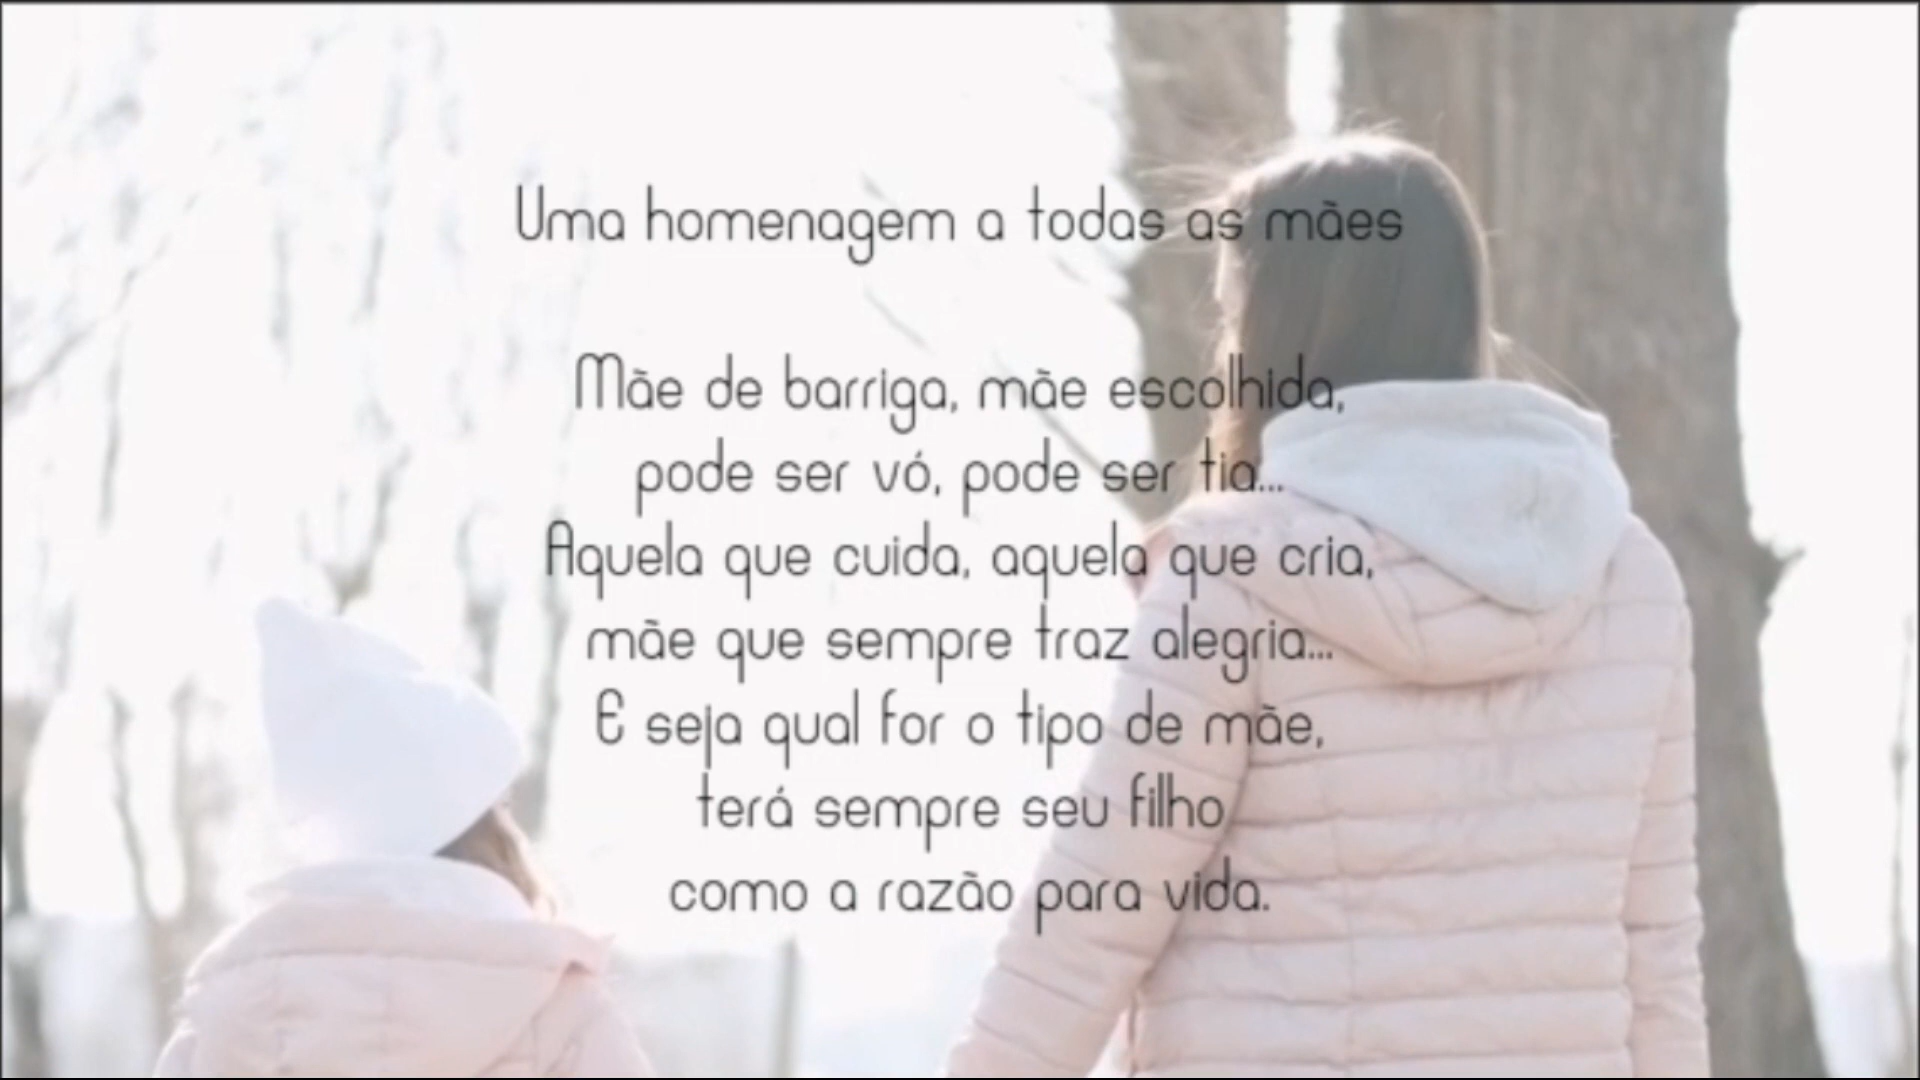 Uma homenagem a todas as mães
Mãe de barriga, mãe escolhida,
pode ser vó, pode ser tia...
Aquela que cuida, aquela que cria,
mãe que sempre traz alegria...
E seja qual for o tipo de mãe,
terá sempre seu filho
como a razão para vida.